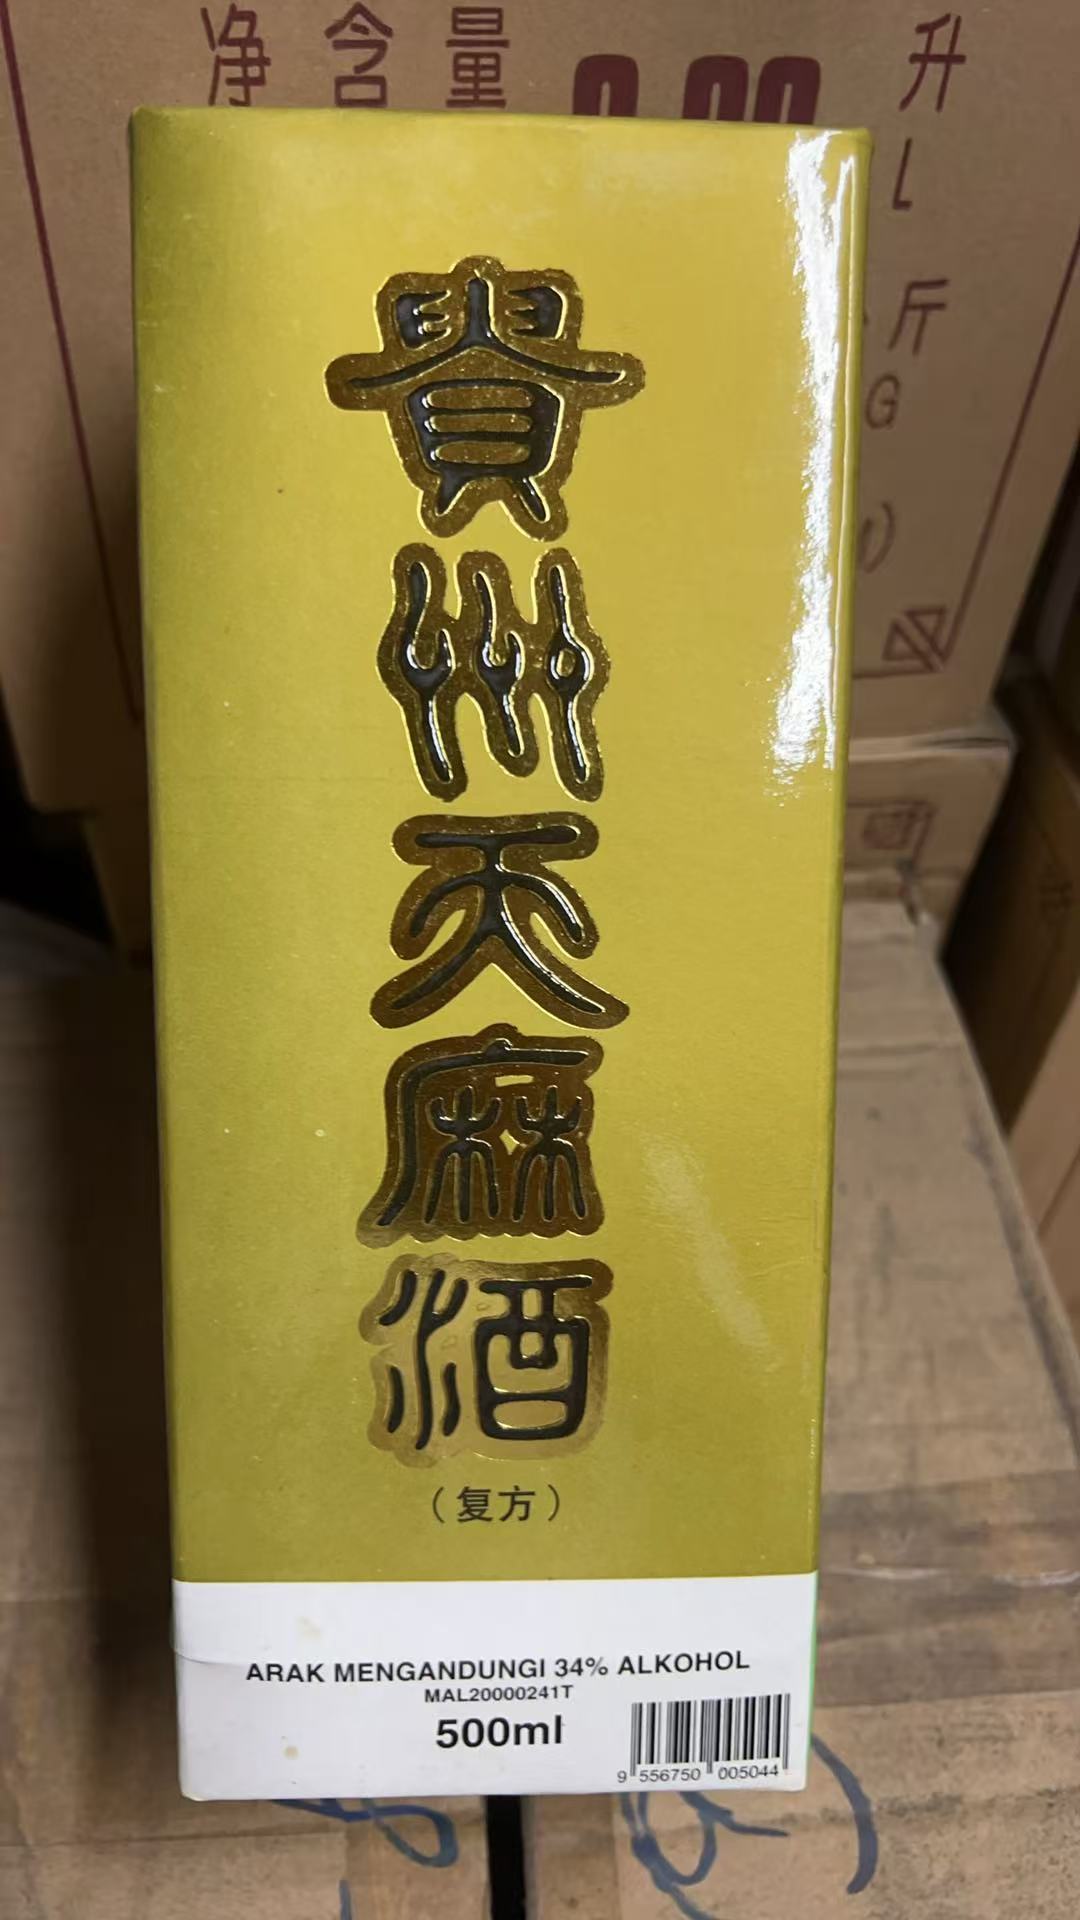 净含量
升
L
斤
G
貴州天麻酒
（复方）
ARAK MENGANDUNGI 34% ALKOHOL
MAL20000241T
500ml
9 556750 005044